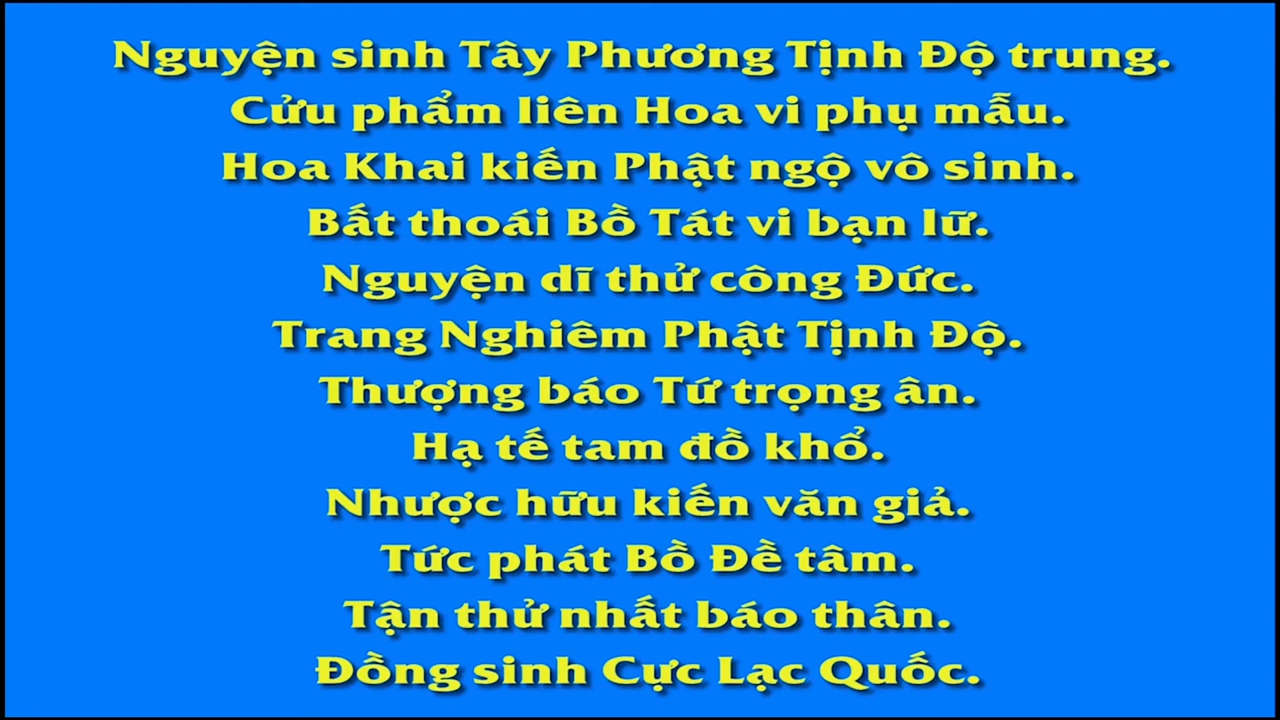 Nguyện sinh Tây Phương Tịnh Độ trung.
Cửu phẩm liên Hoa vi phụ mẫu.
Hoa Khai kiến Phật ngộ vô sinh.
Bất thoái Bồ Tát vi bạn lữ.
Nguyện dĩ thử công Đức.
Trang Nghiêm Phật Tịnh Độ.
Thượng báo Tứ trọng ân.
Hạ tế tam đồ khổ.
Nhược hữu kiến văn giả.
Tức phát Bồ Đề tâm.
Tận thử nhất báo thân.
Đồng sinh Cực Lạc Quốc.